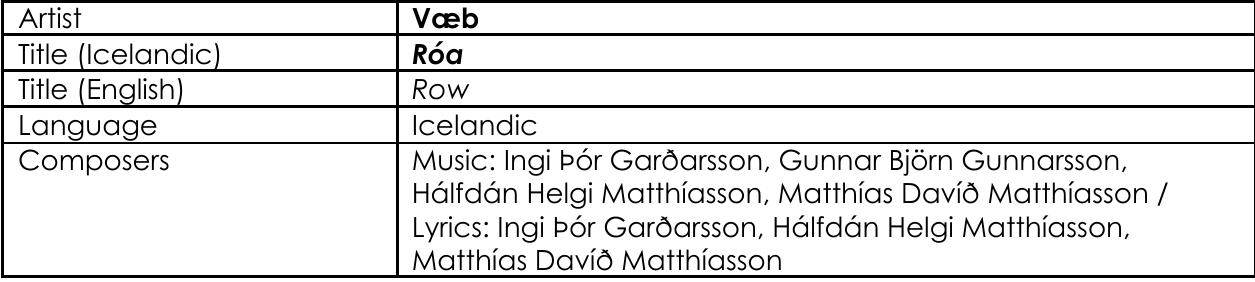 Artist Væb
Title (Icelandic) Róa
Title (English) Row
Language Icelandic
Composers Music: Ingi Þór Garðarsson, Gunnar Björn Gunnarsson,
Hálfdán Helgi Matthíasson, Matthías Davíð Matthíasson /
Lyrics: Ingi Þór Garðarsson, Hálfdán Helgi Matthíasson,
Matthías Davíð Matthíasson